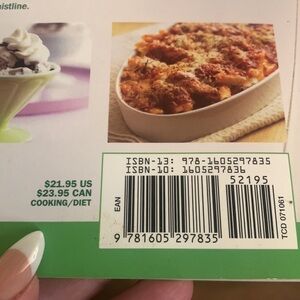 istline.
$21.95 US
$23.95 CAN
COOKING/DIET
ISBN-13: 978-1605297835
ISBN-10: 1605297836
52195
EAN
9 781605 297835
TCD 071061